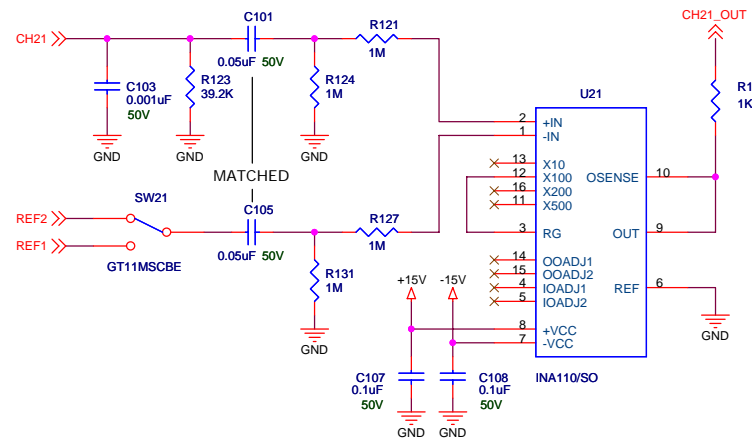 CH21
C101
0.05uF 50V
R121
1M
CH21_OUT
C103
0.001uF
50V
R123
39.2K
R124
1M
R1
1K
GND
GND
GND
MATCHED
U21
2 +IN
1 -IN
13 X10
12 X100
16 X200
11 X500
3 RG
14 OOADJ1
15 OOADJ2
4 IOADJ1
5 IOADJ2
8 +VCC
7 -VCC
OSENSE 10
OUT 9
REF 6
INA110/SO
GND
SW21
REF2
REF1
GT11MSCBE
C105
0.05uF 50V
R127
1M
R131
1M
GND
+15V
-15V
C107
0.1uF
50V
C108
0.1uF
50V
GND
GND